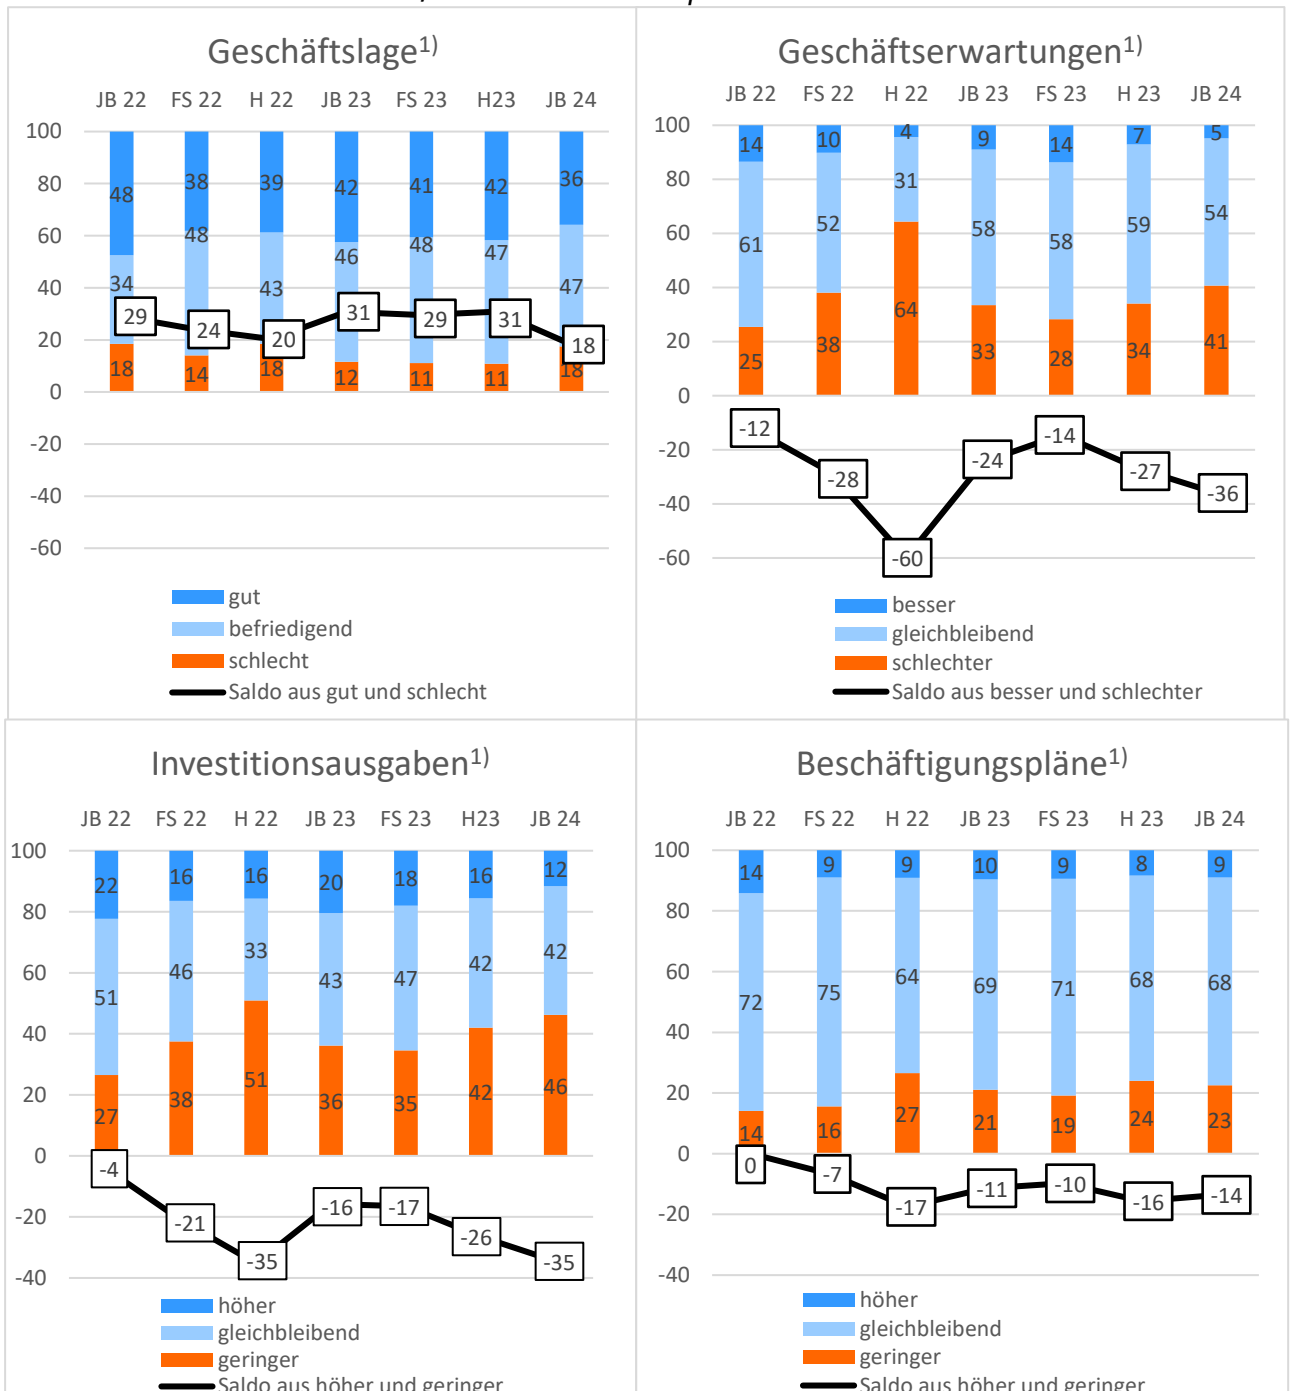 Geschäftslage1)
JB 22 FS 22 H 22 JB 23 FS 23 H23 JB 24
100
80
60
40
20
0
-20
-40
-60
48 38 39 42 41 42 36
34 48 43 46 48 47 47
29 24 20 31 29 31 18
18 14 18 12 11 11 18
gut
befriedigend
schlecht
Saldo aus gut und schlecht
Geschäftserwartungen1)
JB 22 FS 22 H 22 JB 23 FS 23 H 23 JB 24
100
80
60
40
20
0
-20
-40
-60
14 10 4 9 14 7 5
61 52 31 58 58 59 54
25 38 64 33 28 34 41
-12 -28 -60 -24 -14 -27 -36
besser
gleichbleibend
schlechter
Saldo aus besser und schlechter
Investitionsausgaben1)
JB 22 FS 22 H 22 JB 23 FS 23 H23 JB 24
100
80
60
40
20
0
-20
-40
22 16 16 20 18 16 12
51 46 33 43 47 42 42
27 38 51 36 35 42 46
-4 -21 -35 -16 -17 -26 -35
höher
gleichbleibend
geringer
Saldo aus höher und geringer
Beschäftigungspläne1)
JB 22 FS 22 H 22 JB 23 FS 23 H 23 JB 24
100
80
60
40
20
0
-20
-40
14 9 9 10 9 8 9
72 75 64 69 71 68 68
14 16 27 21 19 24 23
0 -7 -17 -11 -10 -16 -14
höher
gleichbleibend
geringer
Saldo aus höher und geringer